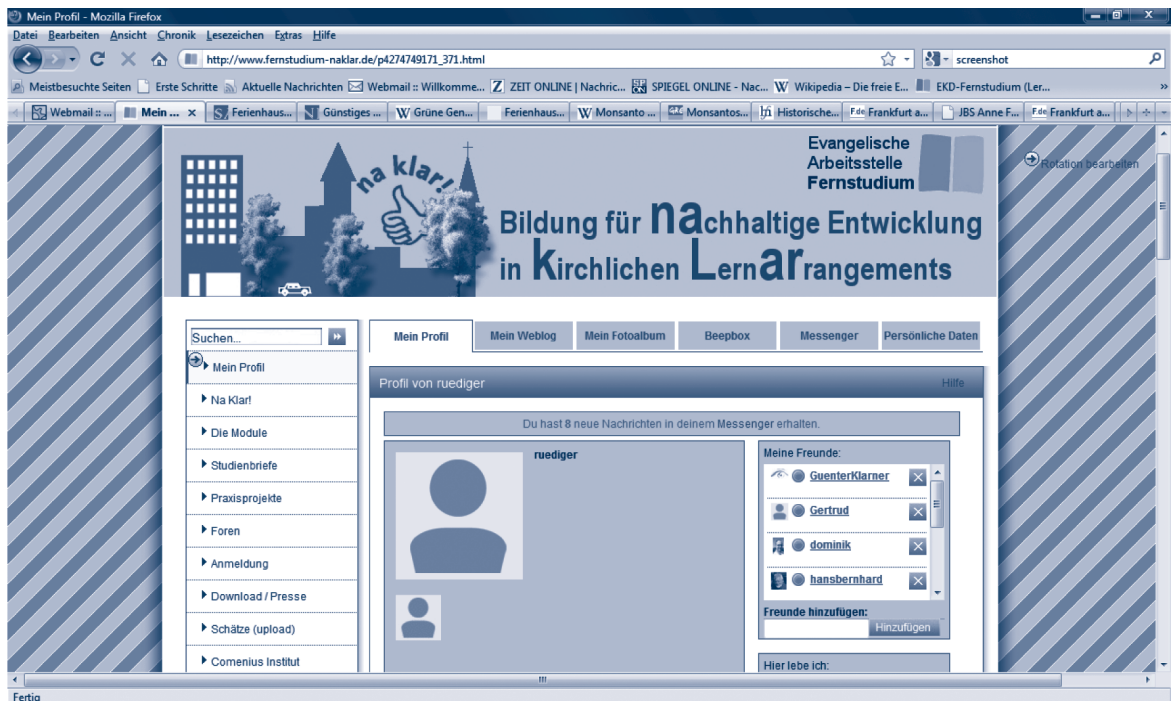 Mein Profil - Mozilla Firefox
Datei Bearbeiten Ansicht Chronik Lesezeichen Extras Hilfe
http://www.fernstudium-naklar.de/p4274749171_371.html
screenshot
Meistbesuchte Seiten Erste Schritte Aktuelle Nachrichten Webmail :: Willkomme... ZEIT ONLINE | Nachric... SPIEGEL ONLINE - Nac... Wikipedia – Die freie E... EKD-Fernstudium (Ler...
Webmail :: ... Mein ... Ferienhaus... Günstiges ... Grüne Gen... Ferienhaus... Monsanto ... Monsantos... Historische... Frankfurt a... JBS Anne F... Frankfurt a...
na klar!
Evangelische
Arbeitsstelle
Fernstudium
Rotation bearbeiten
Bildung für nachhaltige Entwicklung
in kirchlichen Lernarrangements
Suchen...
Mein Profil
Na Klar!
Die Module
Studienbriefe
Praxisprojekte
Foren
Anmeldung
Download / Presse
Schätze (upload)
Comenius Institut
Mein Profil Mein Weblog Mein Fotoalbum Beepbox Messenger Persönliche Daten
Profil von ruediger Hilfe
Du hast 8 neue Nachrichten in deinem Messenger erhalten.
ruediger
Meine Freunde:
GuenterKlarner
Gertrud
dominik
hansbernhard
Freunde hinzufügen:
Hinzufügen
Hier lebe ich:
Fertig